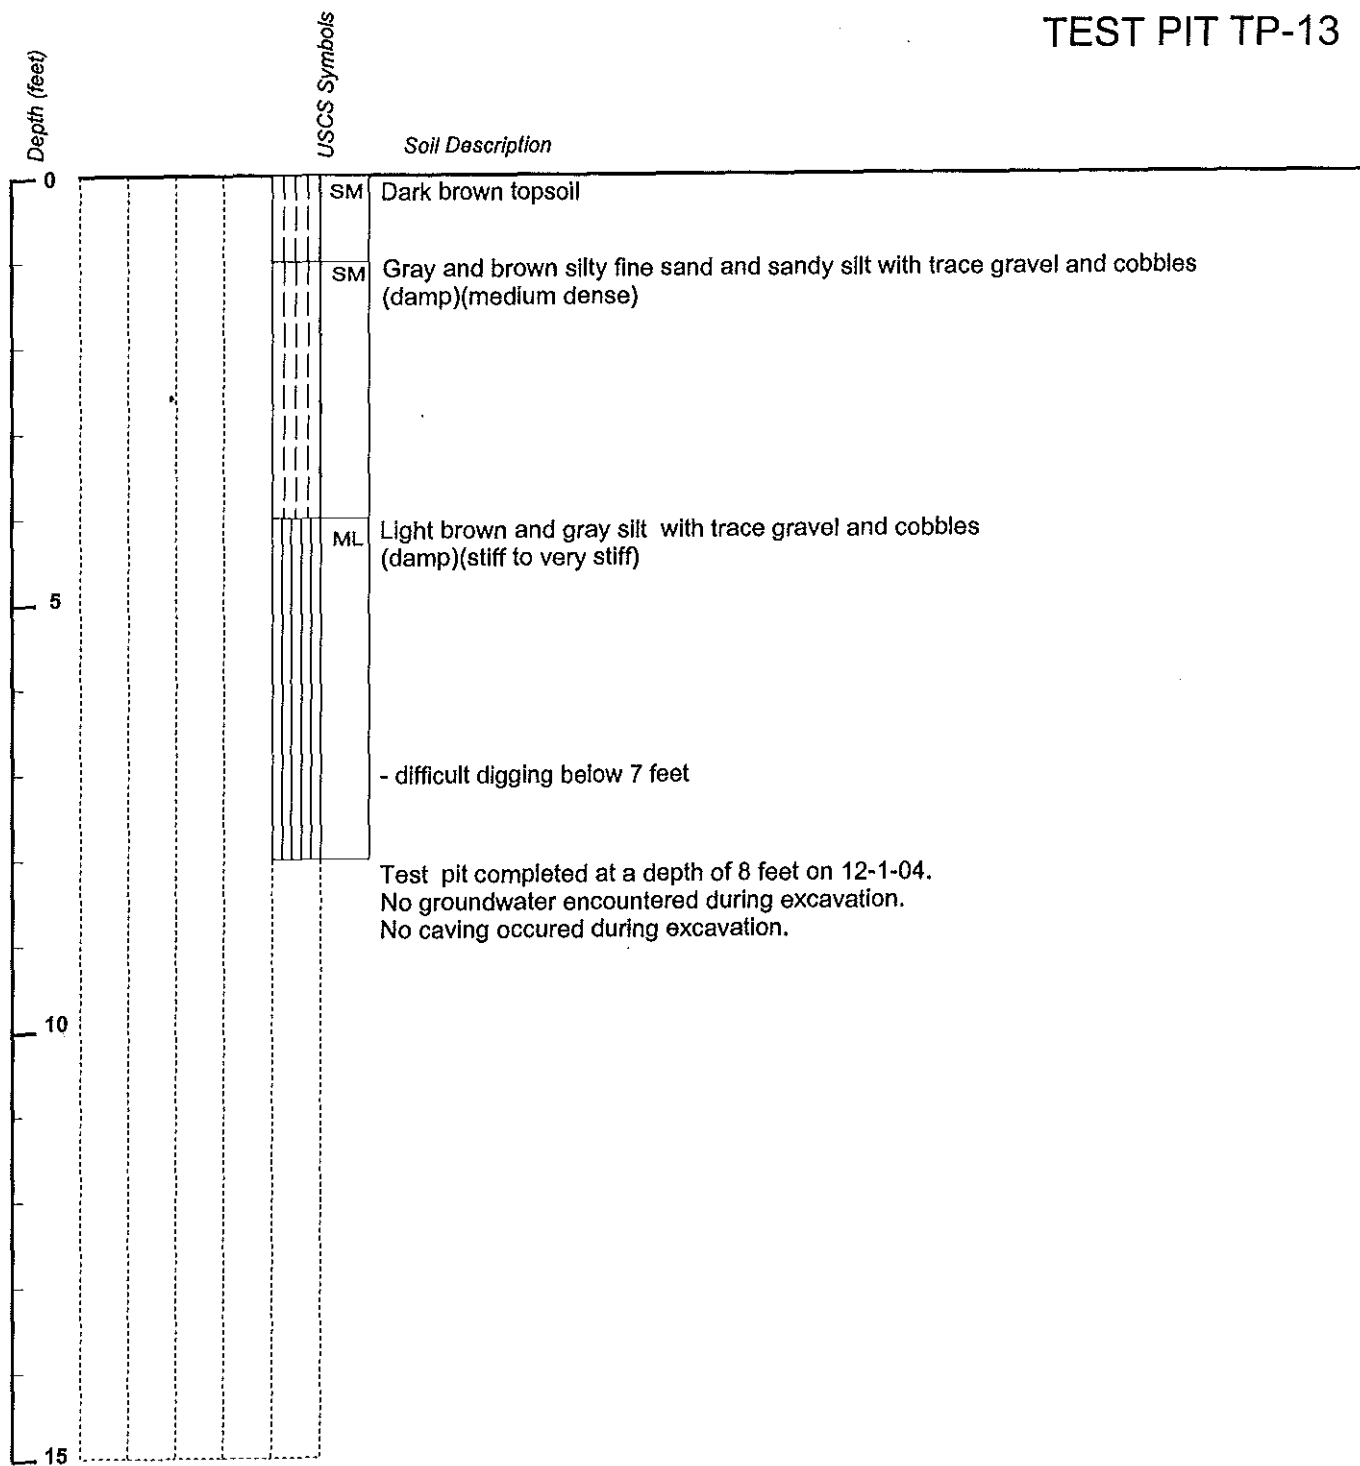 TEST PIT TP-13
Depth (feet)
USCS Symbols
Soil Description
0
SM
Dark brown topsoil
SM
Gray and brown silty fine sand and sandy silt with trace gravel and cobbles
(damp)(medium dense)
ML
Light brown and gray silt with trace gravel and cobbles
(damp)(stiff to very stiff)
5
- difficult digging below 7 feet
Test pit completed at a depth of 8 feet on 12-1-04.
No groundwater encountered during excavation.
No caving occured during excavation.
10
15